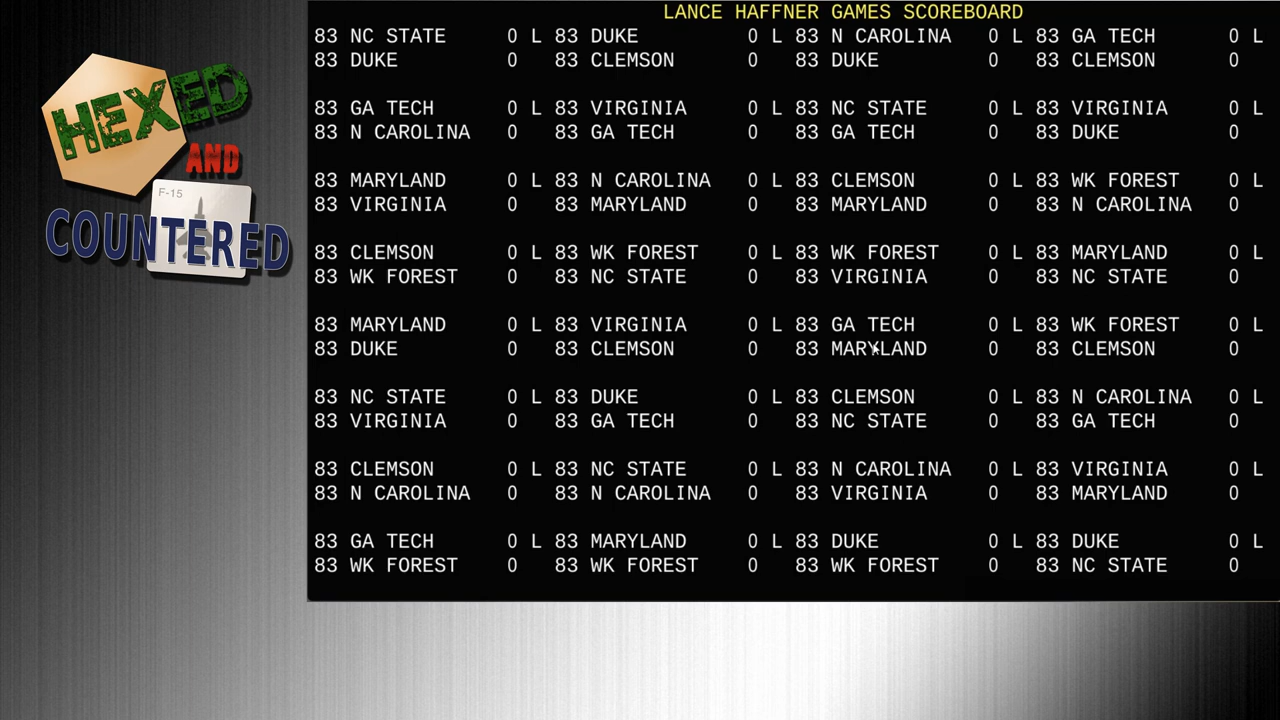 HEXED
AND
F-15
COUNTERED
LANCE HAFFNER GAMES SCOREBOARD
83 NC STATE 0 L 83 DUKE 0 L 83 N CAROLINA 0 L 83 GA TECH 0 L
83 DUKE 0 83 CLEMSON 0 83 DUKE 0 83 CLEMSON 0
83 GA TECH 0 L 83 VIRGINIA 0 L 83 NC STATE 0 L 83 VIRGINIA 0 L
83 N CAROLINA 0 83 GA TECH 0 83 GA TECH 0 83 DUKE 0
83 MARYLAND 0 L 83 N CAROLINA 0 L 83 CLEMSON 0 L 83 WK FOREST 0 L
83 VIRGINIA 0 83 MARYLAND 0 83 MARYLAND 0 83 N CAROLINA 0
83 CLEMSON 0 L 83 WK FOREST 0 L 83 WK FOREST 0 L 83 MARYLAND 0 L
83 WK FOREST 0 83 NC STATE 0 83 VIRGINIA 0 83 NC STATE 0
83 MARYLAND 0 L 83 VIRGINIA 0 L 83 GA TECH 0 L 83 WK FOREST 0 L
83 DUKE 0 83 CLEMSON 0 83 MARYLAND 0 83 CLEMSON 0
83 NC STATE 0 L 83 DUKE 0 L 83 CLEMSON 0 L 83 N CAROLINA 0 L
83 VIRGINIA 0 83 GA TECH 0 83 NC STATE 0 83 GA TECH 0
83 CLEMSON 0 L 83 NC STATE 0 L 83 N CAROLINA 0 L 83 VIRGINIA 0 L
83 N CAROLINA 0 83 N CAROLINA 0 83 VIRGINIA 0 83 MARYLAND 0
83 GA TECH 0 L 83 MARYLAND 0 L 83 DUKE 0 L 83 DUKE 0 L
83 WK FOREST 0 83 WK FOREST 0 83 WK FOREST 0 83 NC STATE 0